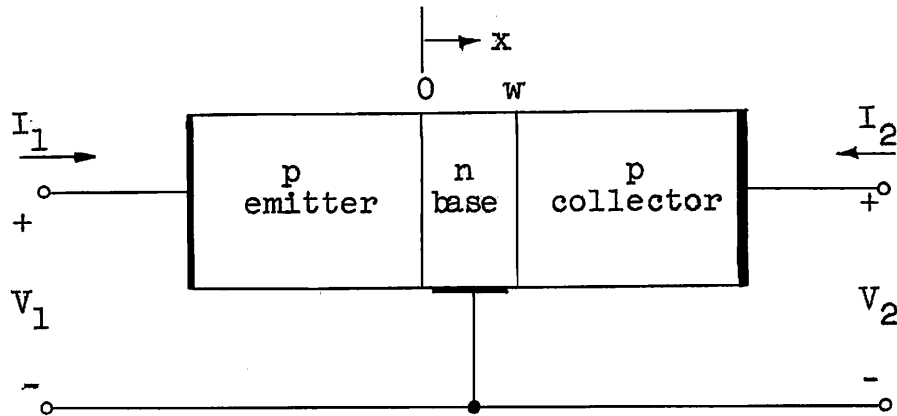 x
0 w
I1 I2
p n p
emitter base collector
+ +
V1 V2
- -